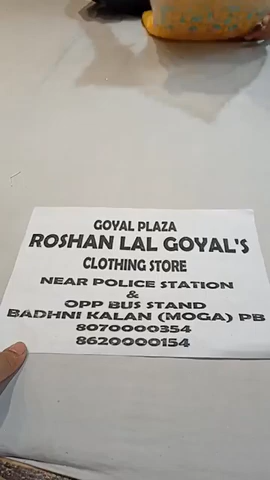 GOYAL PLAZA
ROSHAN LAL GOYAL'S
CLOTHING STORE
NEAR POLICE STATION
&
OPP BUS STAND
BADHNI KALAN (MOGA) PB
8070000354
8620000154